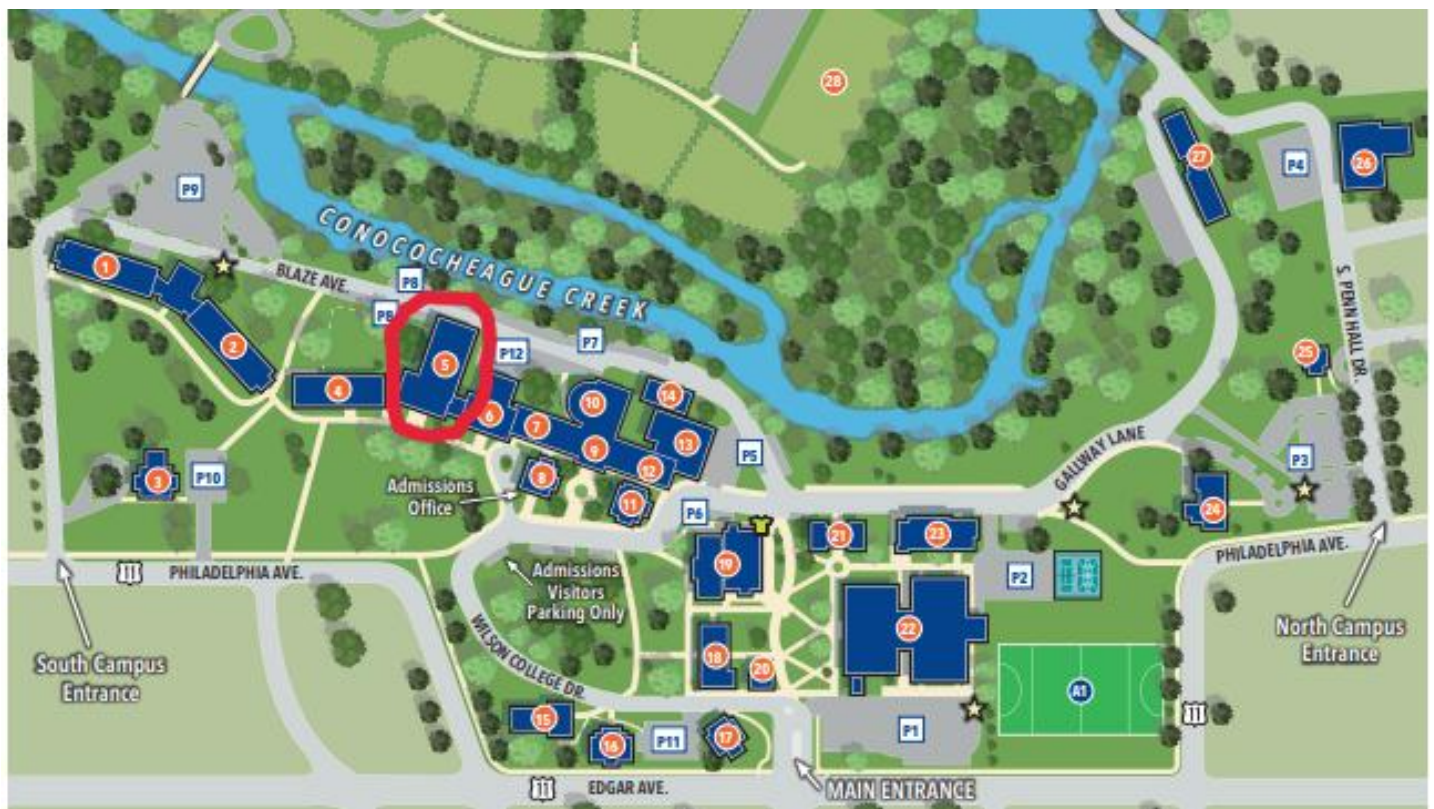 28
27
P4
26
P9
CONOCOCHEAGUE CREEK
1
BLAZE AVE.
P8
P8
2
5
P12
P7
S. PENN HALL DR.
25
4
6
7
10
14
9
13
12
3
P10
8
11
Admissions
Office
P5
P6
GALLWAY LANE
P3
24
21
23
19
P2
11
PHILADELPHIA AVE.
PHILADELPHIA AVE.
Admissions
Visitors
Parking Only
WILSON COLLEGE DR.
22
18
20
South Campus
Entrance
North Campus
Entrance
A1
11
15
16
P11
17
P1
11
EDGAR AVE.
MAIN ENTRANCE